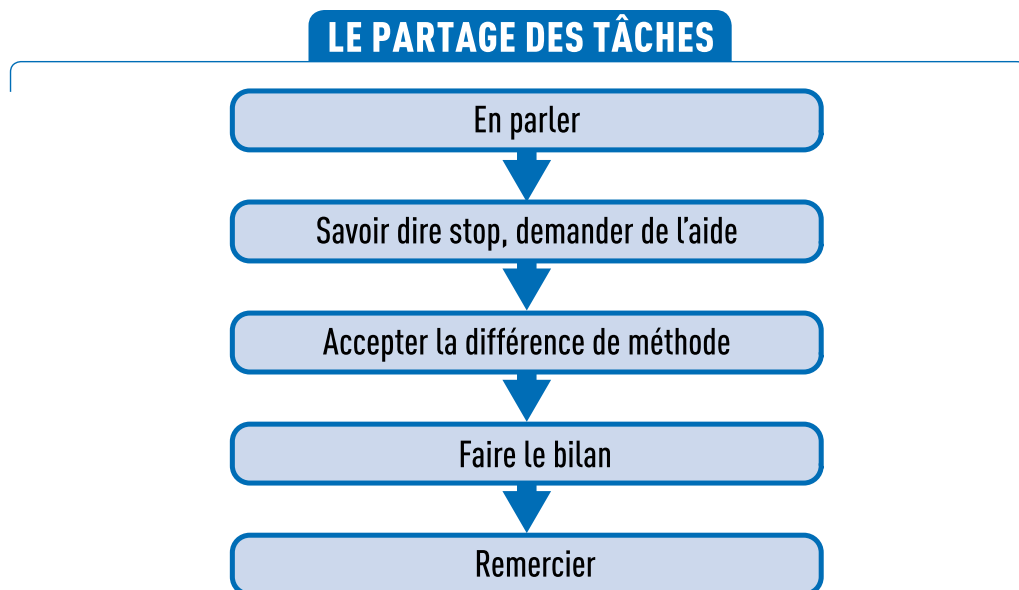 LE PARTAGE DES TÂCHES
En parler
Savoir dire stop, demander de l'aide
Accepter la différence de méthode
Faire le bilan
Remercier